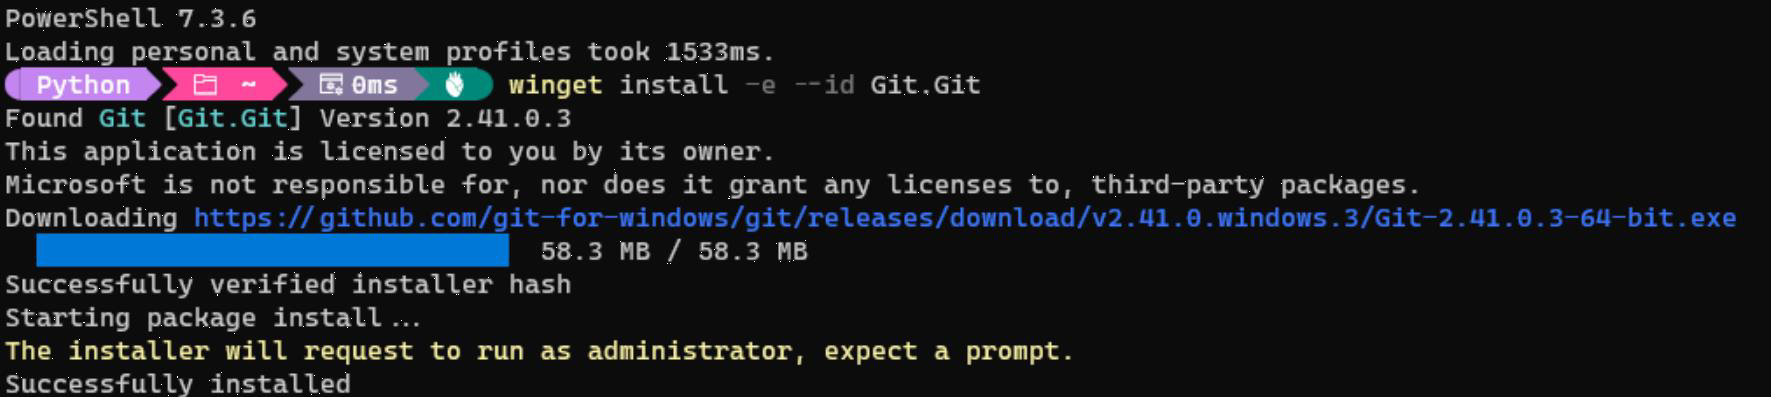 PowerShell 7.3.6
Loading personal and system profiles took 1533ms.
Python ~ 0ms winget install -e --id Git.Git
Found Git [Git.Git] Version 2.41.0.3
This application is licensed to you by its owner.
Microsoft is not responsible for, nor does it grant any licenses to, third-party packages.
Downloading https://github.com/git-for-windows/git/releases/download/v2.41.0.windows.3/Git-2.41.0.3-64-bit.exe
58.3 MB / 58.3 MB
Successfully verified installer hash
Starting package install...
The installer will request to run as administrator, expect a prompt.
Successfully installed